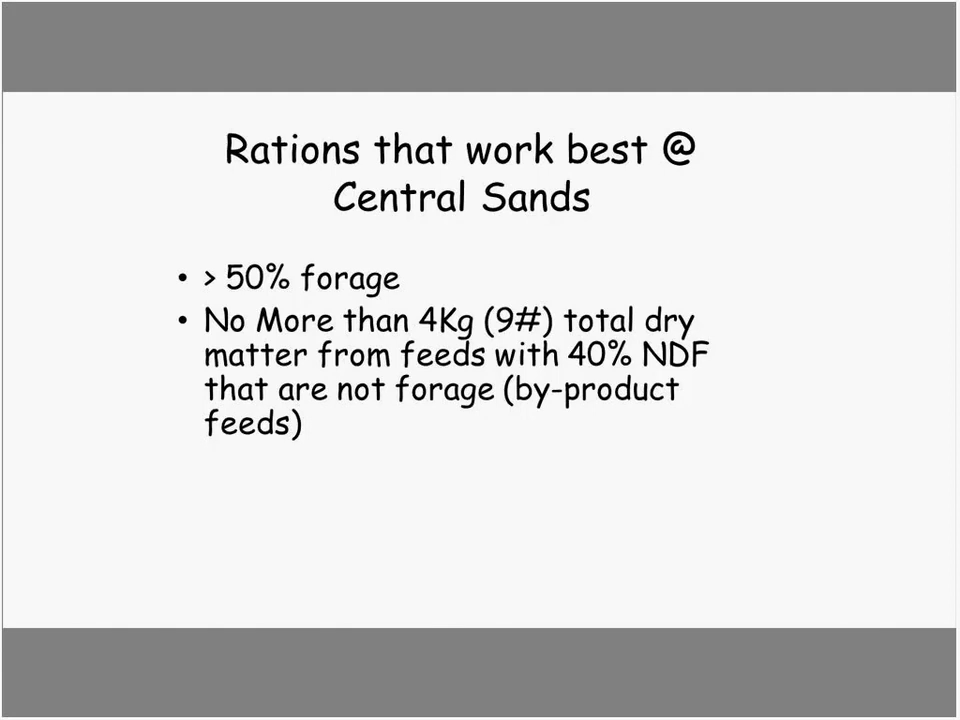 Rations that work best @
Central Sands
• > 50% forage
• No More than 4Kg (9#) total dry
matter from feeds with 40% NDF
that are not forage (by-product
feeds)